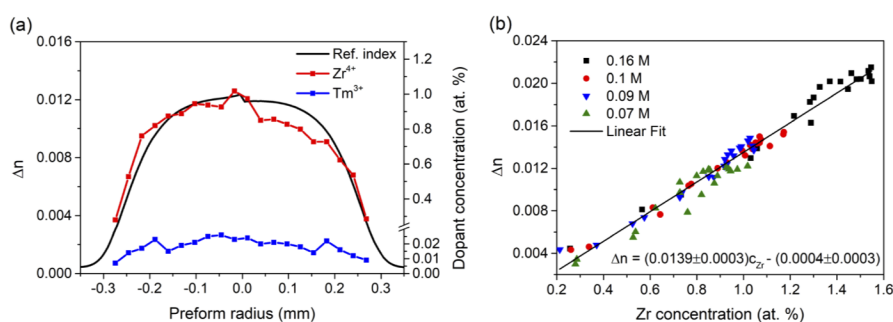 (a)
0.016
0.012
0.008
0.004
0.000
Δn
-0.3 -0.2 -0.1 0.0 0.1 0.2 0.3
Preform radius (mm)
Ref. index
Zr⁴⁺
Tm³⁺
1.2
1.0
0.8
0.6
0.4
0.02
0.00
Dopant concentration (at. %)
(b)
0.024
0.020
0.016
0.012
0.008
0.004
Δn
0.16 M
0.1 M
0.09 M
0.07 M
Linear Fit
Δn = (0.0139±0.0003)c_Zr - (0.0004±0.0003)
0.2 0.4 0.6 0.8 1.0 1.2 1.4 1.6
Zr concentration (at. %)